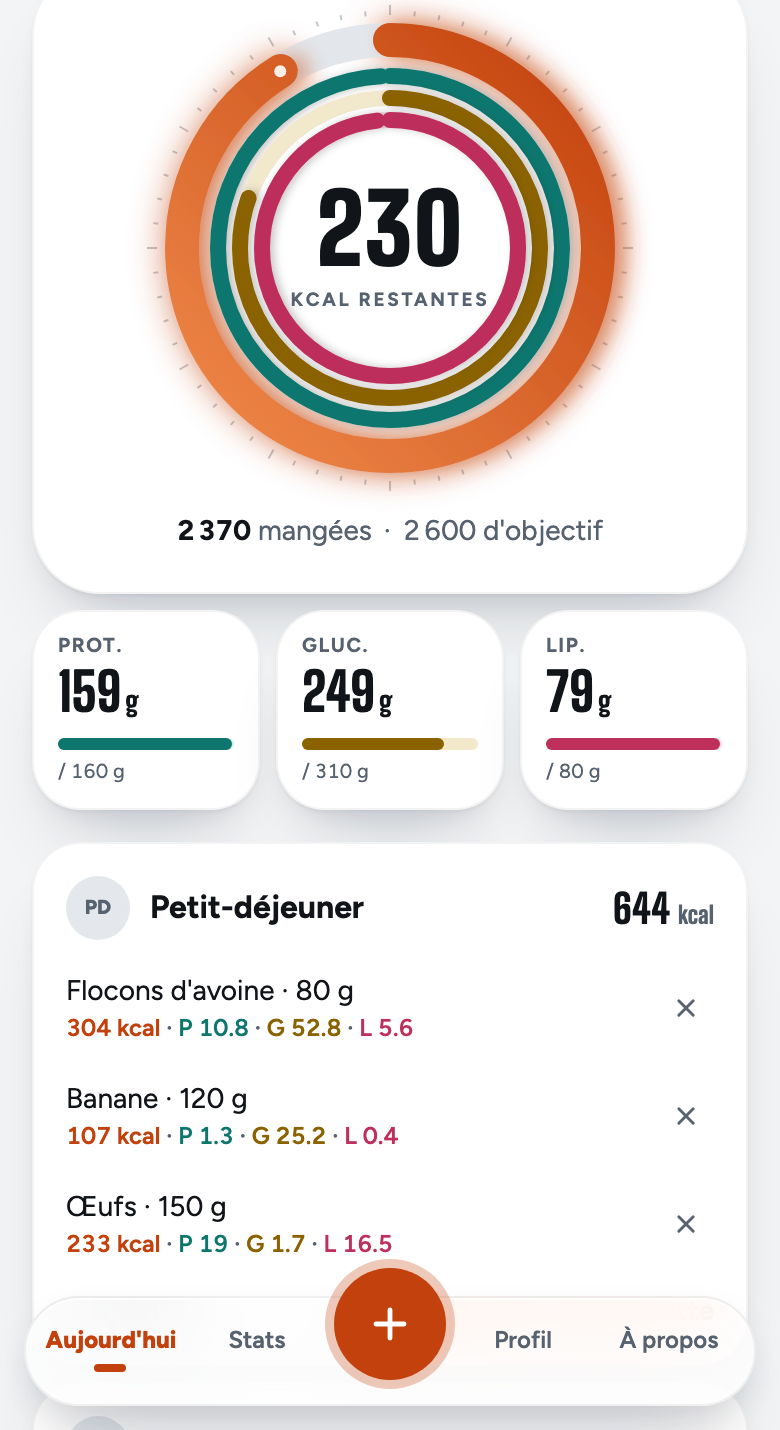 230
KCAL RESTANTES
2 370 mangées · 2 600 d'objectif
PROT.
159 g
/ 160 g
GLUC.
249 g
/ 310 g
LIP.
79 g
/ 80 g
PD Petit-déjeuner 644 kcal
Flocons d'avoine · 80 g
304 kcal · P 10.8 · G 52.8 · L 5.6
Banane · 120 g
107 kcal · P 1.3 · G 25.2 · L 0.4
Œufs · 150 g
233 kcal · P 19 · G 1.7 · L 16.5
Aujourd'hui Stats + Profil À propos